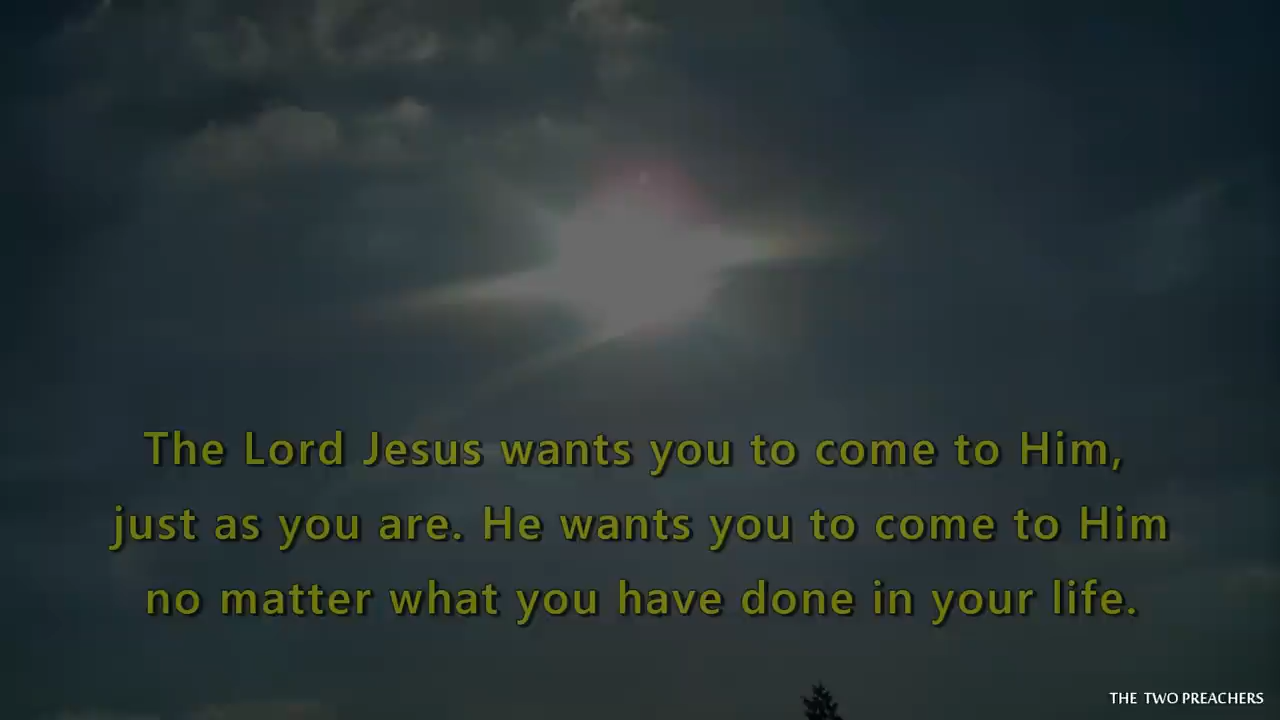 The Lord Jesus wants you to come to Him,
just as you are. He wants you to come to Him
no matter what you have done in your life.
THE TWO PREACHERS